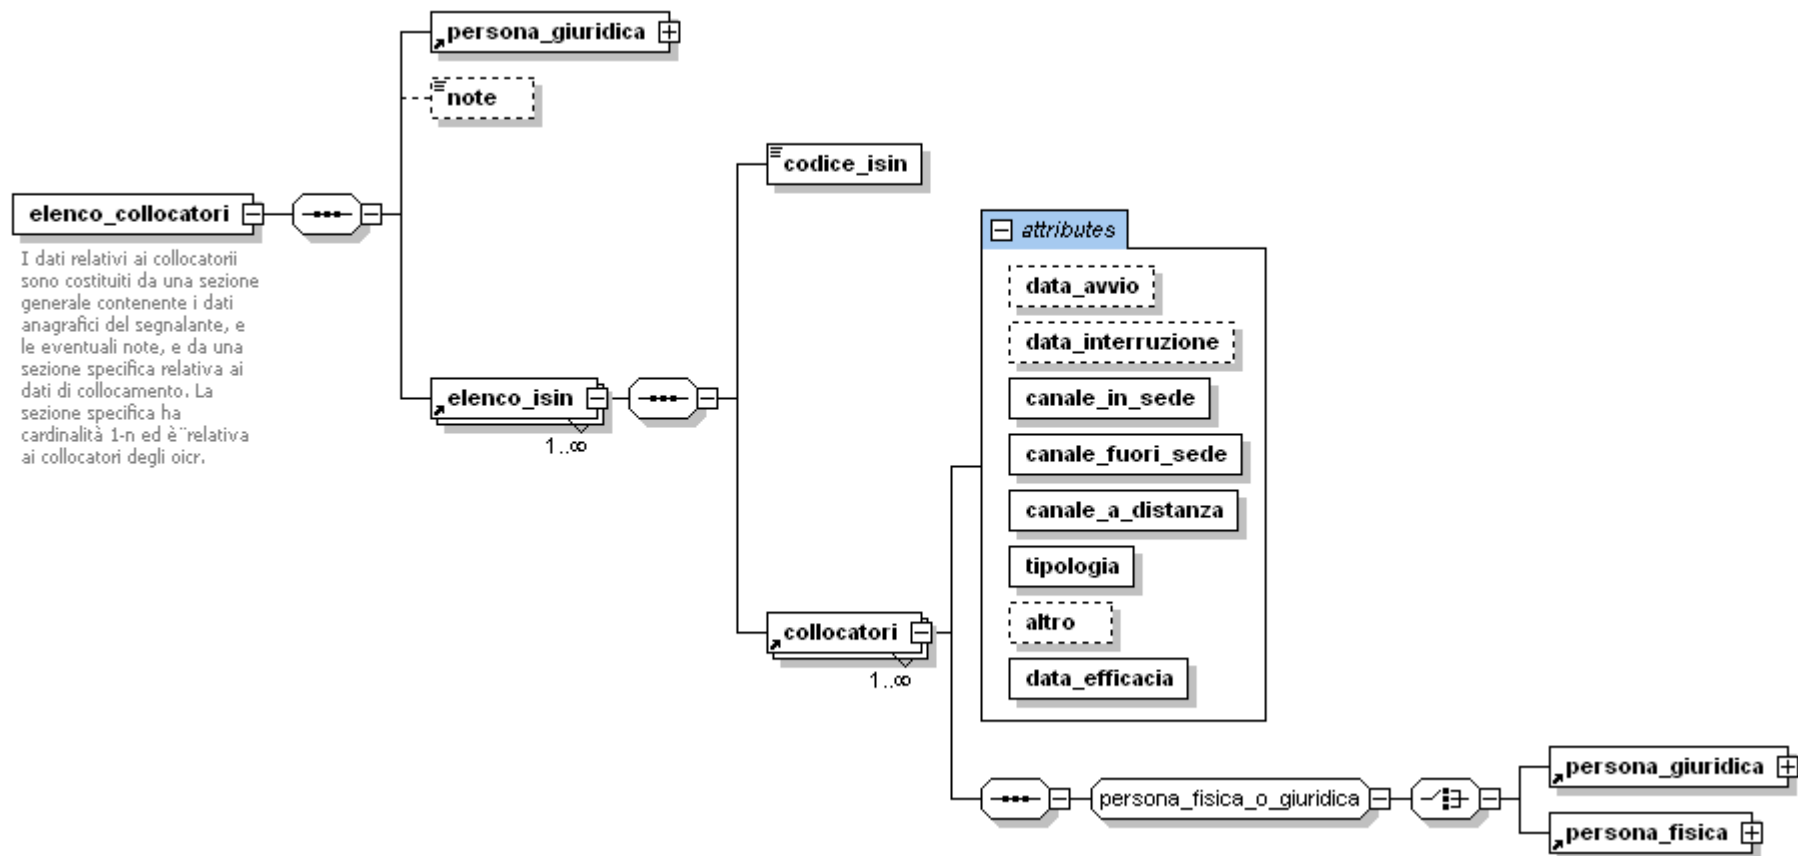 persona_giuridica
note
codice_isin
elenco_collocatori
attributes
I dati relativi ai collocatorii
sono costituiti da una sezione
generale contenente i dati
anagrafici del segnalante, e
le eventuali note, e da una
sezione specifica relativa ai
dati di collocamento. La
sezione specifica ha
cardinalità 1-n ed è¨relativa
ai collocatori degli oicr.
data_avvio
data_interruzione
elenco_isin
1..∞
canale_in_sede
canale_fuori_sede
canale_a_distanza
tipologia
altro
collocatori
1..∞
data_efficacia
persona_fisica_o_giuridica
persona_giuridica
persona_fisica